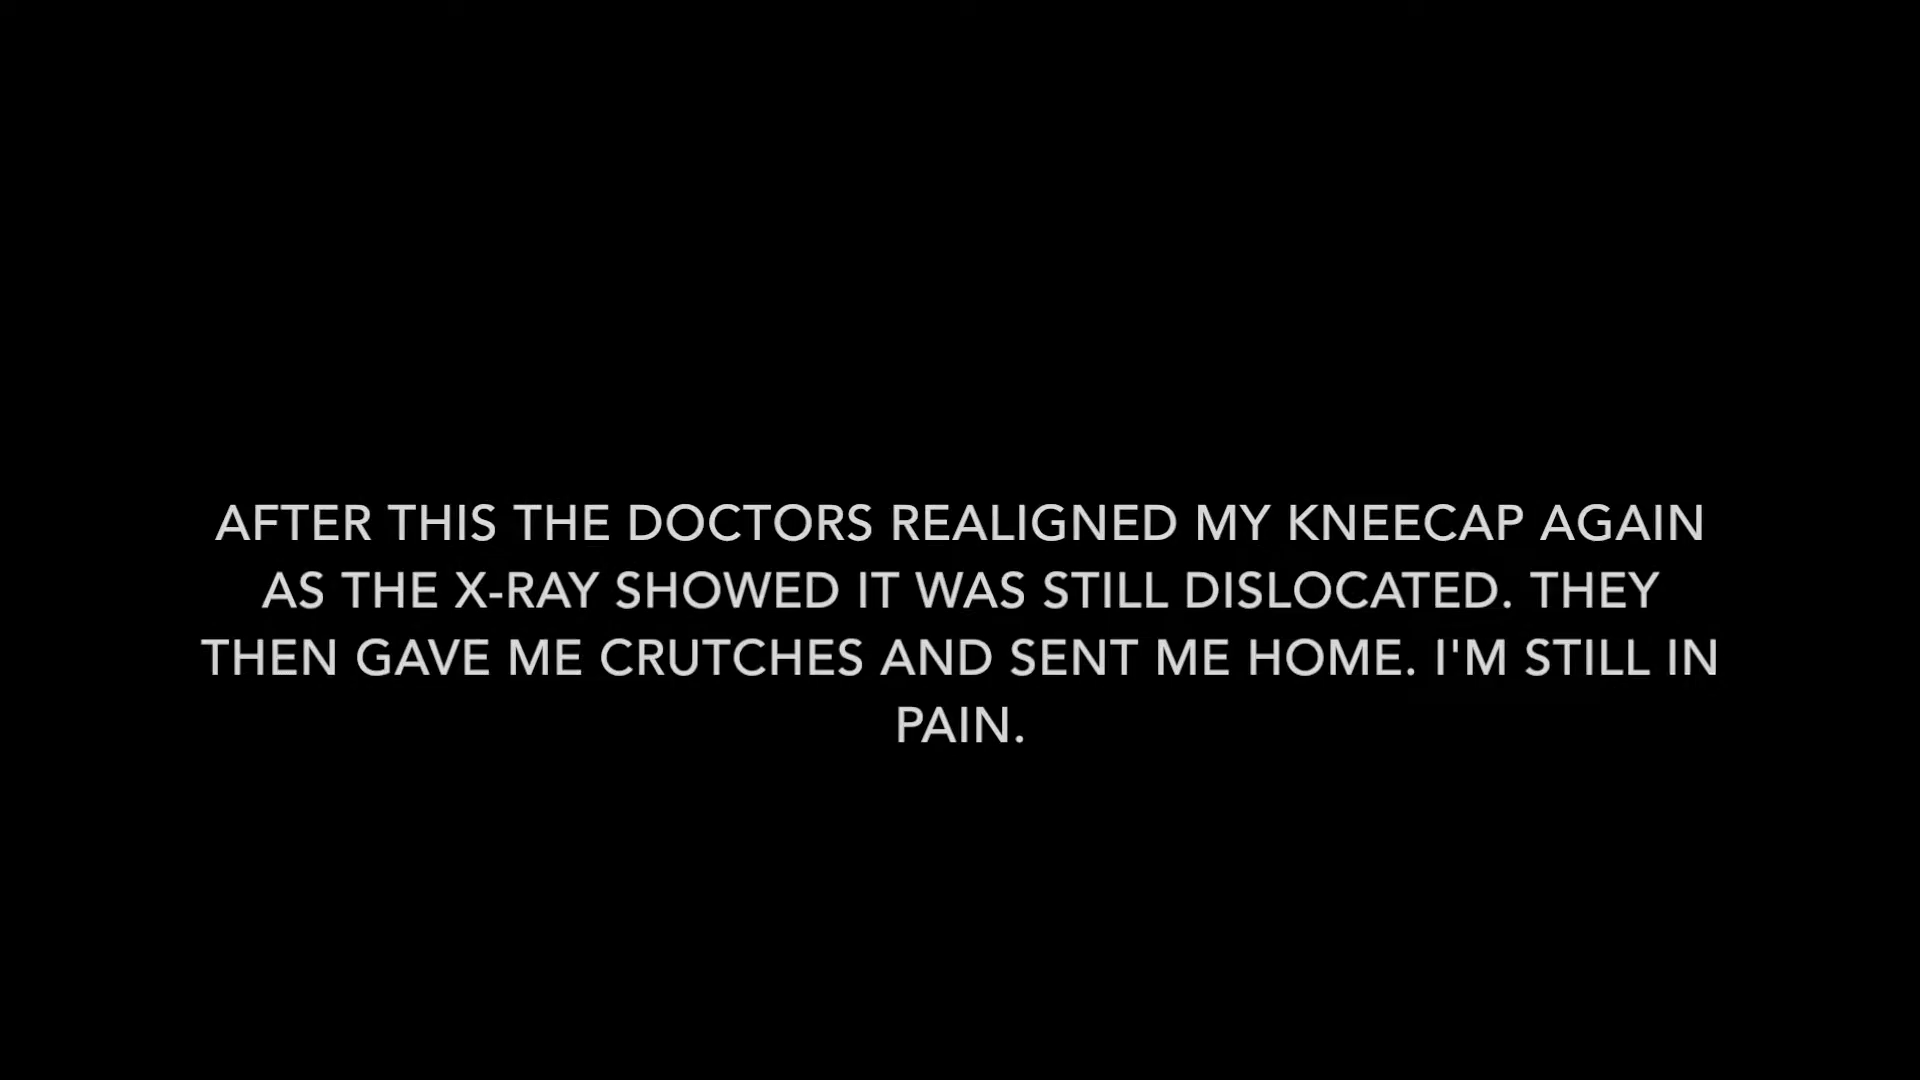 AFTER THIS THE DOCTORS REALIGNED MY KNEECAP AGAIN
AS THE X-RAY SHOWED IT WAS STILL DISLOCATED. THEY
THEN GAVE ME CRUTCHES AND SENT ME HOME. I'M STILL IN
PAIN.